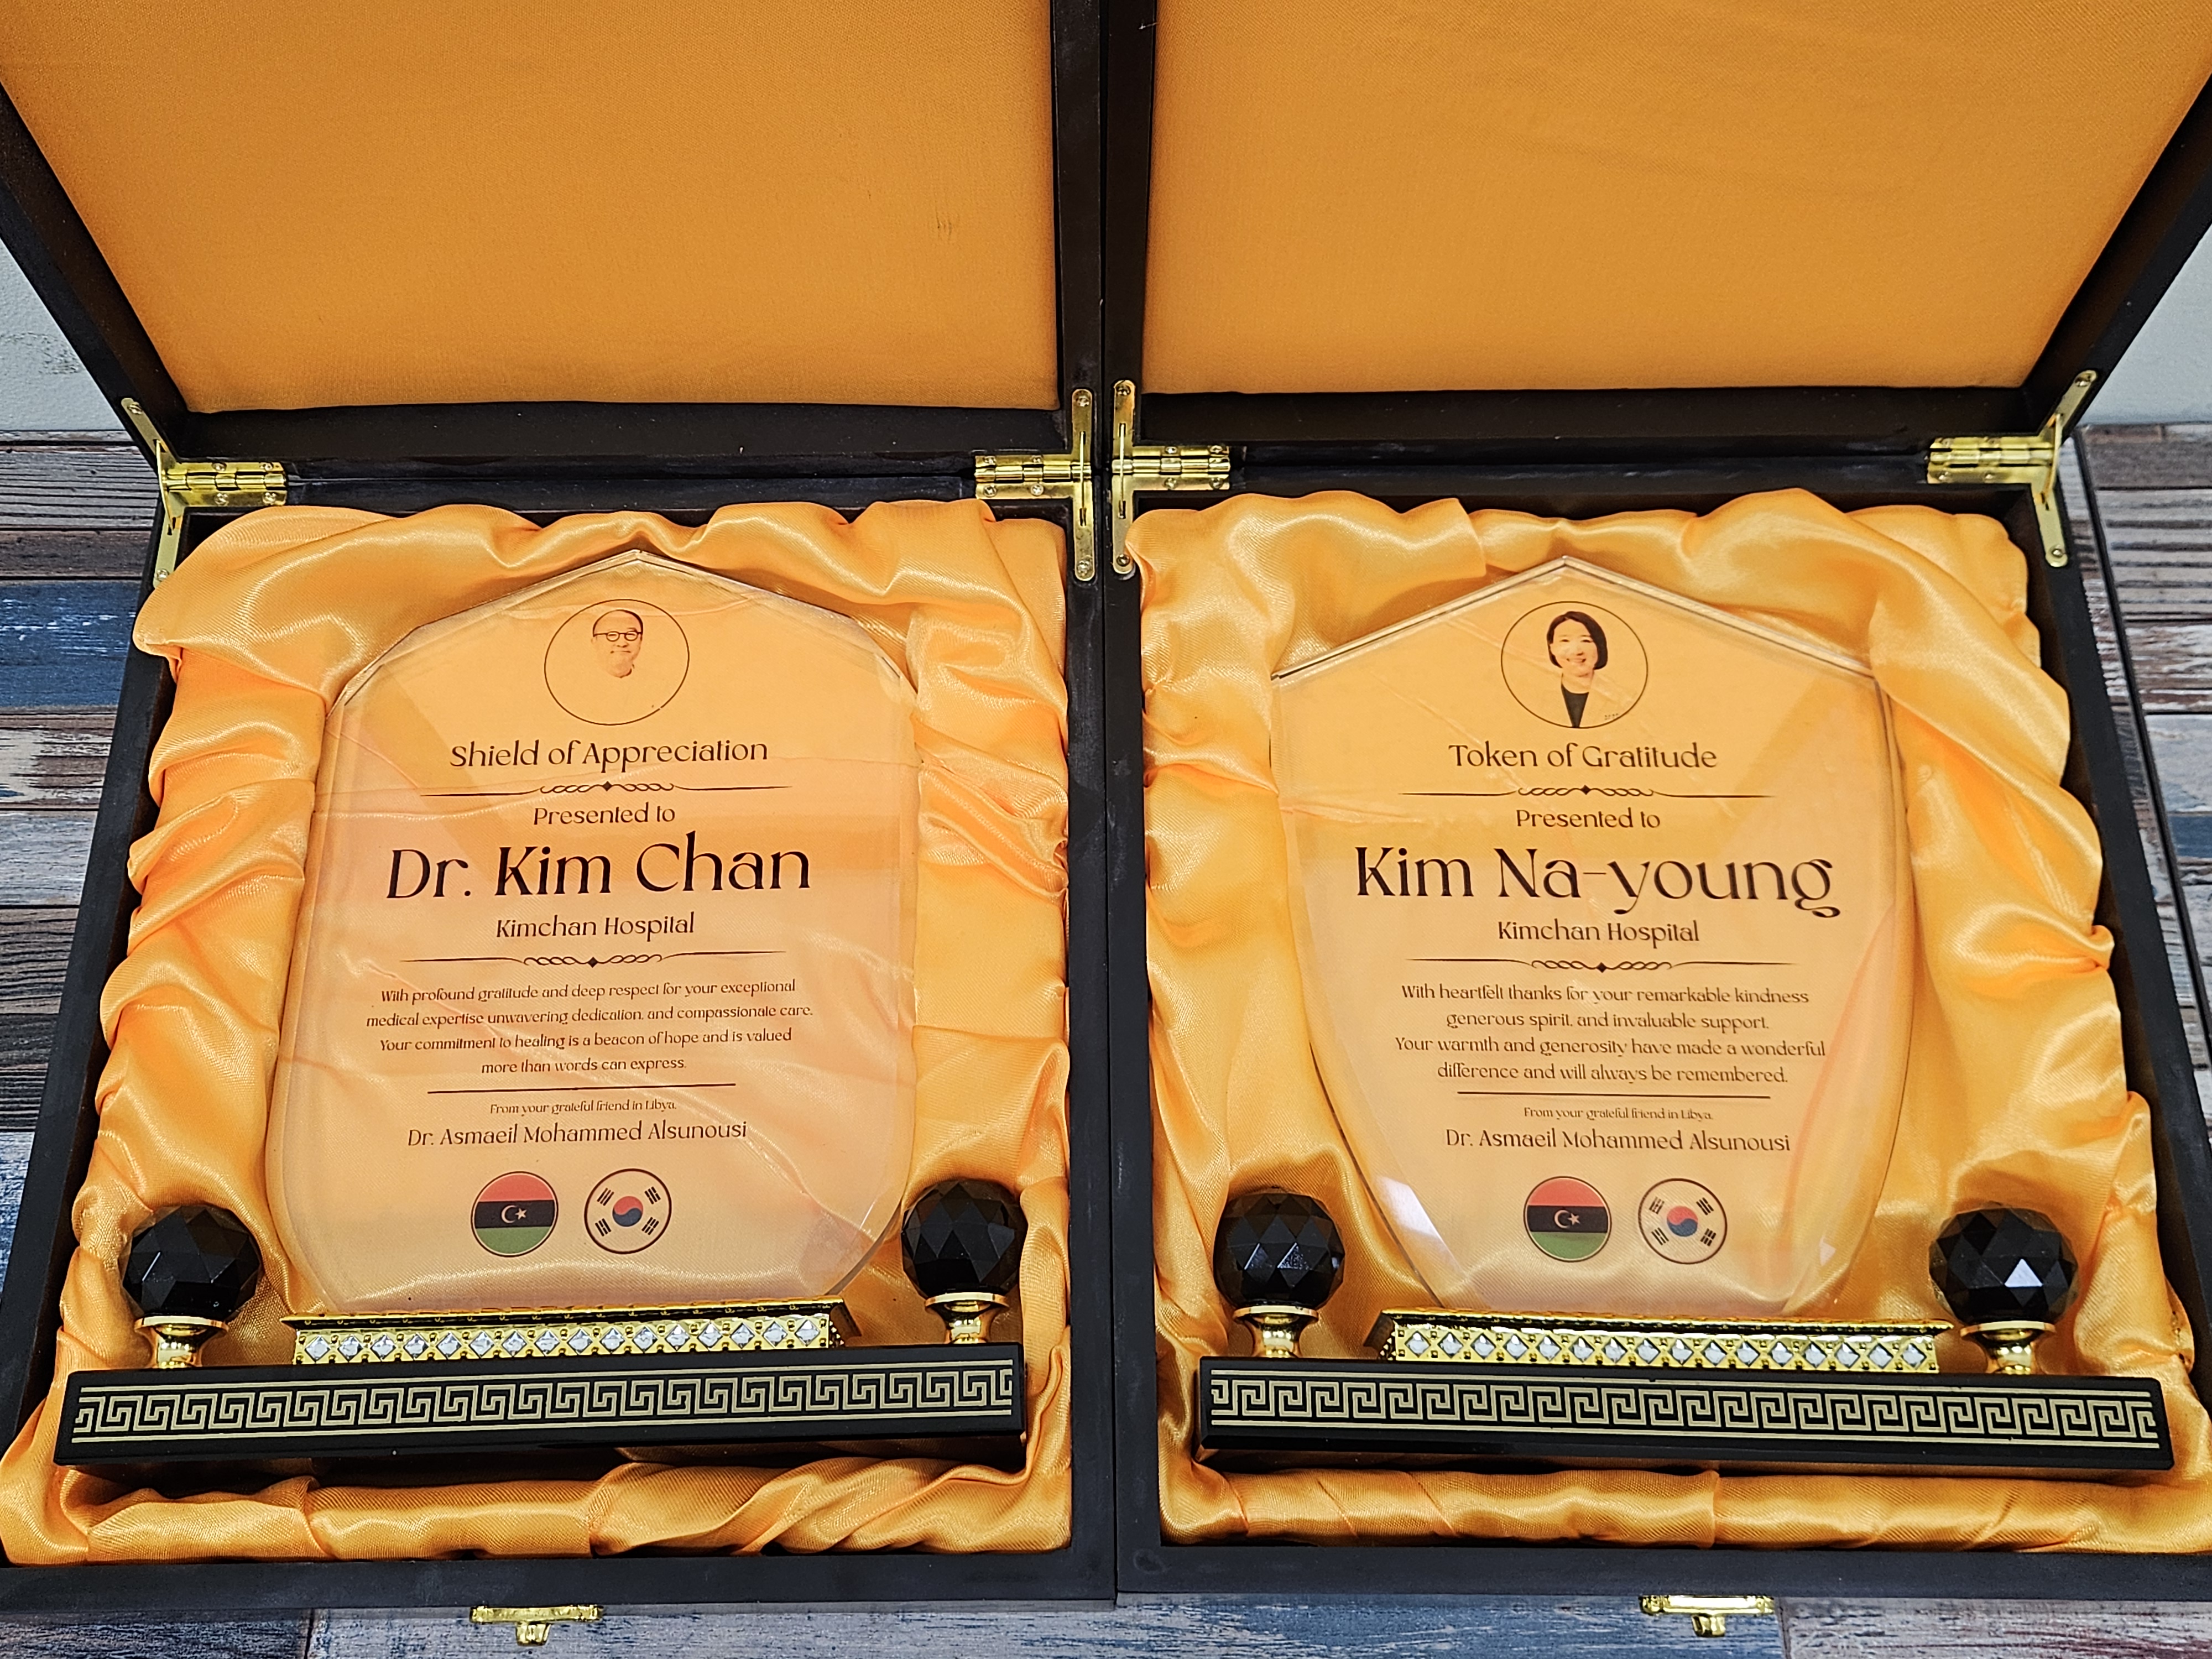 Shield of Appreciation
Presented to
Dr. Kim Chan
Kimchan Hospital
With profound gratitude and deep respect for your exceptional
medical expertise unwavering dedication, and compassionate care.
Your commitment to healing is a beacon of hope and is valued
more than words can express.
From your grateful friend in Libya.
Dr. Asmaeil Mohammed Alsunousi
Token of Gratitude
Presented to
Kim Na-young
Kimchan Hospital
With heartfelt thanks for your remarkable kindness
generous spirit, and invaluable support.
Your warmth and generosity have made a wonderful
difference and will always be remembered.
From your grateful friend in Libya.
Dr. Asmaeil Mohammed Alsunousi